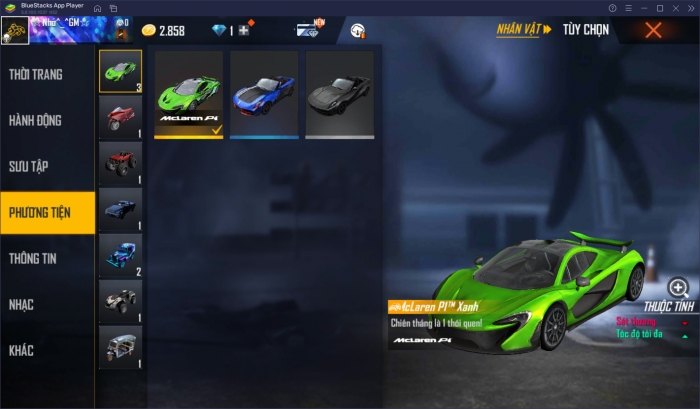 BlueStacks App Player
2.858
1
NEW
NHÂN VẬT
TÙY CHỌN
THỜI TRANG
HÀNH ĐỘNG
SƯU TẬP
PHƯƠNG TIỆN
THÔNG TIN
NHẠC
KHÁC
3
1
1
1
2
1
1
McLaren P1
McLaren P1™ Xanh
Chiến thắng là 1 thói quen!
McLaren P1
THUỘC TÍNH
Sát thương
Tốc độ tối đa